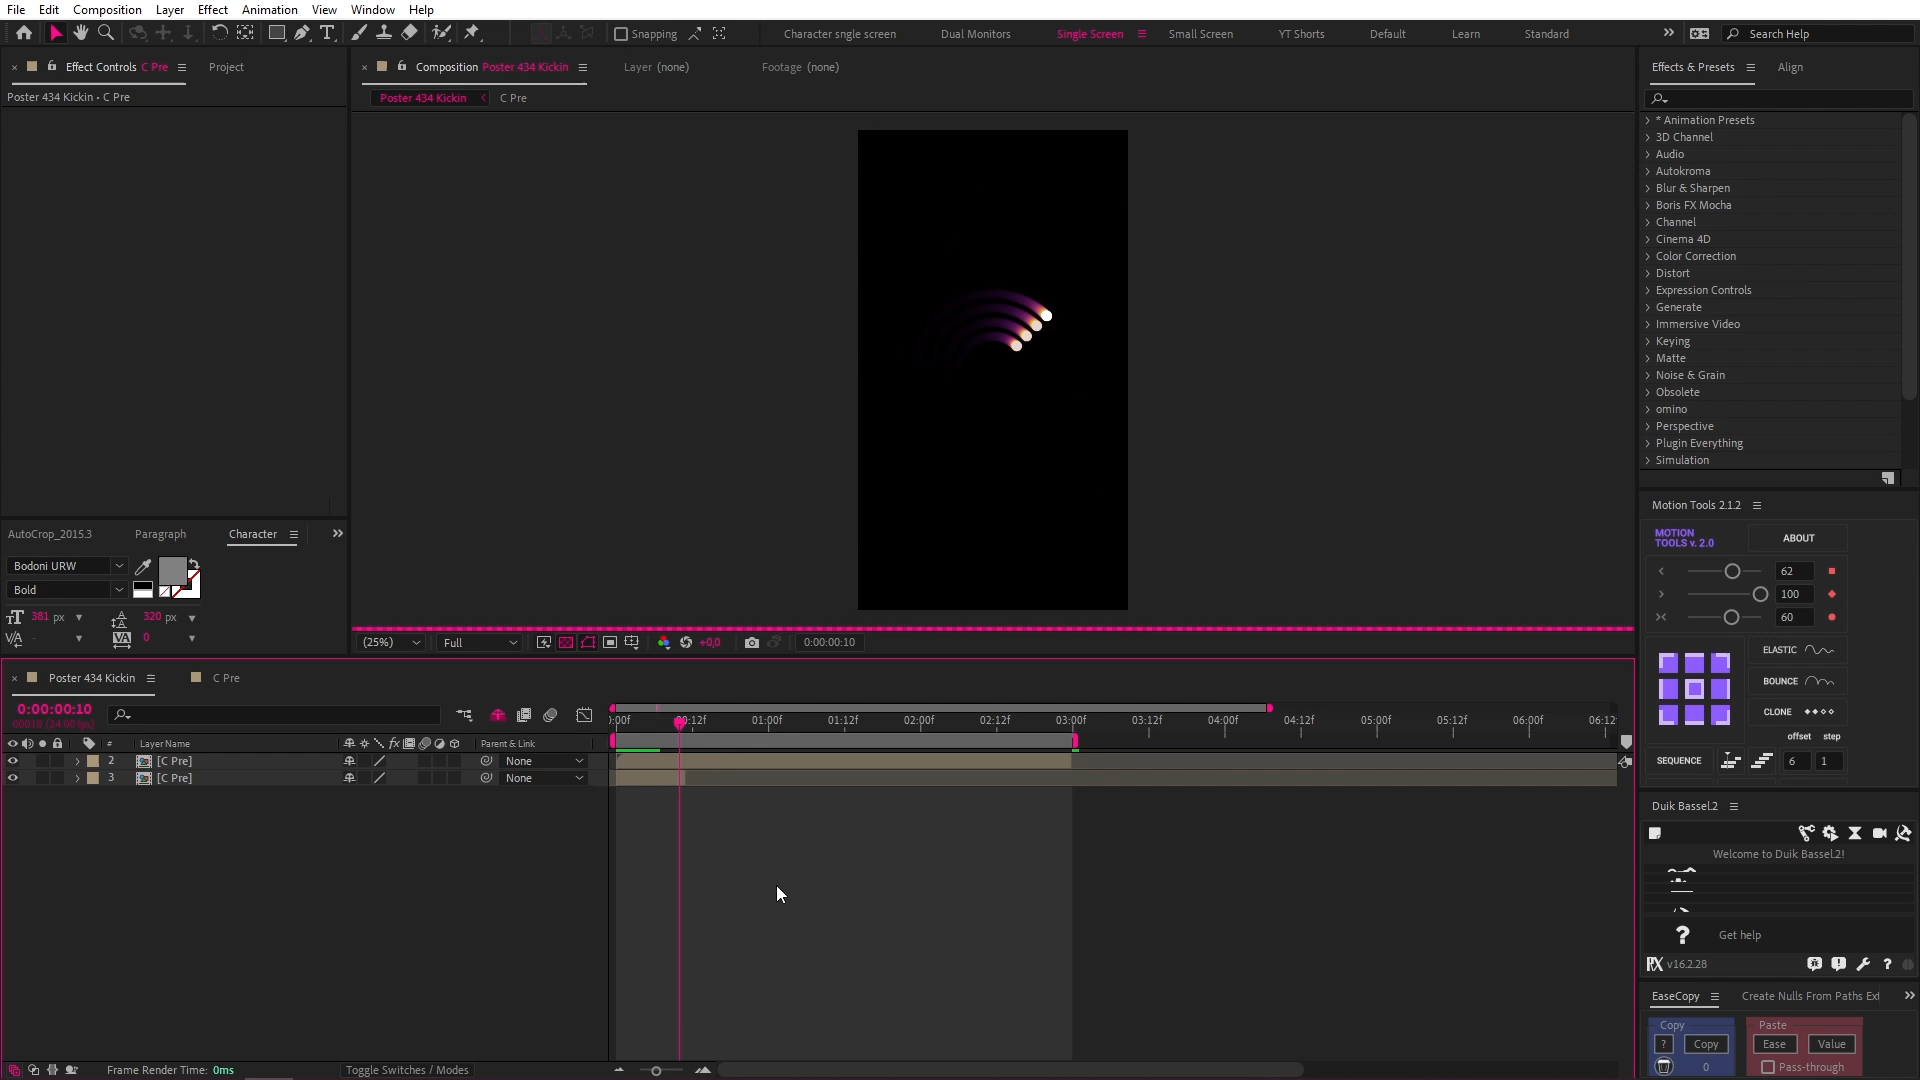 File Edit Composition Layer Effect Animation View Window Help
Snapping
Character sngle screen Dual Monitors Single Screen Small Screen YT Shorts Default Learn Standard
Search Help
Effect Controls C Pre Project
Composition Poster 434 Kickin Layer (none) Footage (none)
Effects & Presets Align
Poster 434 Kickin • C Pre
Poster 434 Kickin C Pre
* Animation Presets
3D Channel
Audio
Autokroma
Blur & Sharpen
Boris FX Mocha
Channel
Cinema 4D
Color Correction
Distort
Expression Controls
Generate
Immersive Video
Keying
Matte
Noise & Grain
Obsolete
omino
Perspective
Plugin Everything
Simulation
Motion Tools 2.1.2
MOTION
TOOLS v. 2.0
ABOUT
62
100
60
ELASTIC
BOUNCE
CLONE
offset step
SEQUENCE 6 1
AutoCrop_2015.3 Paragraph Character
Bodoni URW
Bold
381 px 320 px
0
(25%) Full +0,0 0:00:00:10
Poster 434 Kickin C Pre
0:00:00:10
00010 (24.00 fps)
):00f 00:12f 01:00f 01:12f 02:00f 02:12f 03:00f 03:12f 04:00f 04:12f 05:00f 05:12f 06:00f 06:12f
# Layer Name Parent & Link
2 [C Pre] None
3 [C Pre] None
Duik Bassel.2
Welcome to Duik Bassel.2!
Get help
v16.2.28
EaseCopy Create Nulls From Paths Ext
Copy Paste
? Copy Ease Value
0 Pass-through
Frame Render Time: 0ms Toggle Switches / Modes